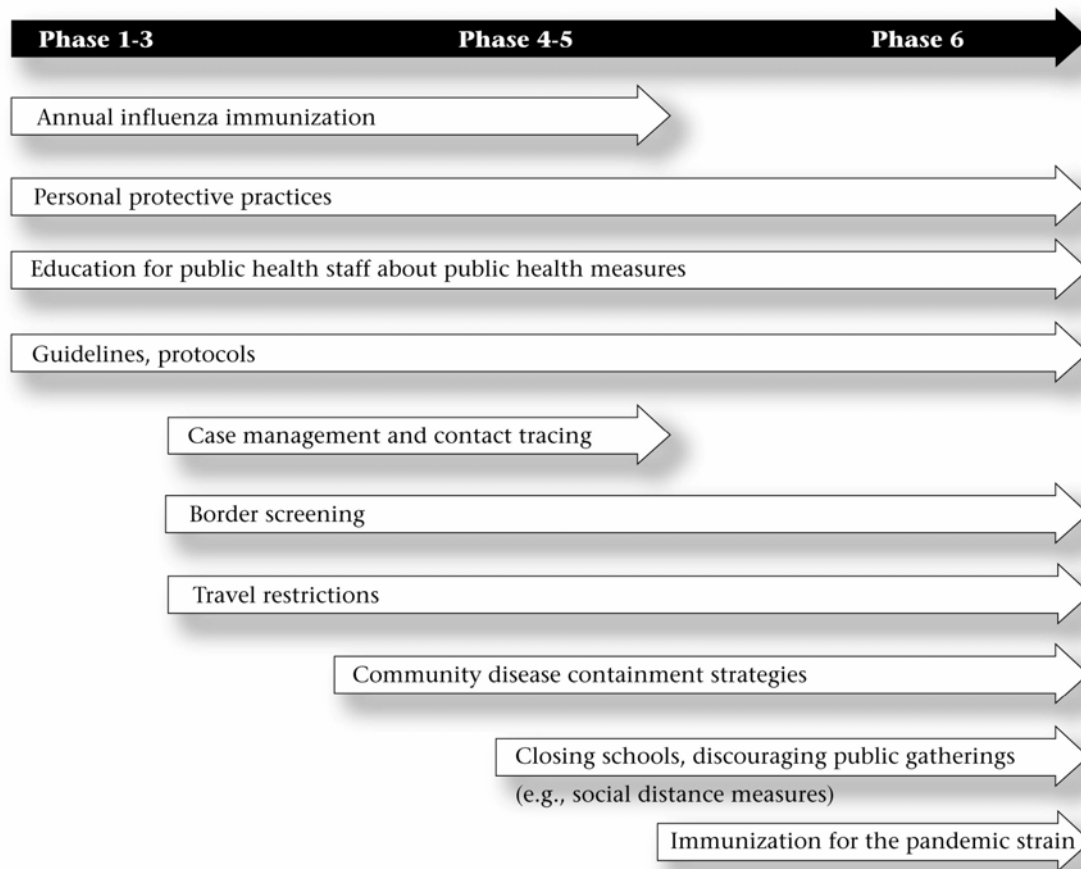 Phase 1-3 Phase 4-5 Phase 6
Annual influenza immunization
Personal protective practices
Education for public health staff about public health measures
Guidelines, protocols
Case management and contact tracing
Border screening
Travel restrictions
Community disease containment strategies
Closing schools, discouraging public gatherings
(e.g., social distance measures)
Immunization for the pandemic strain